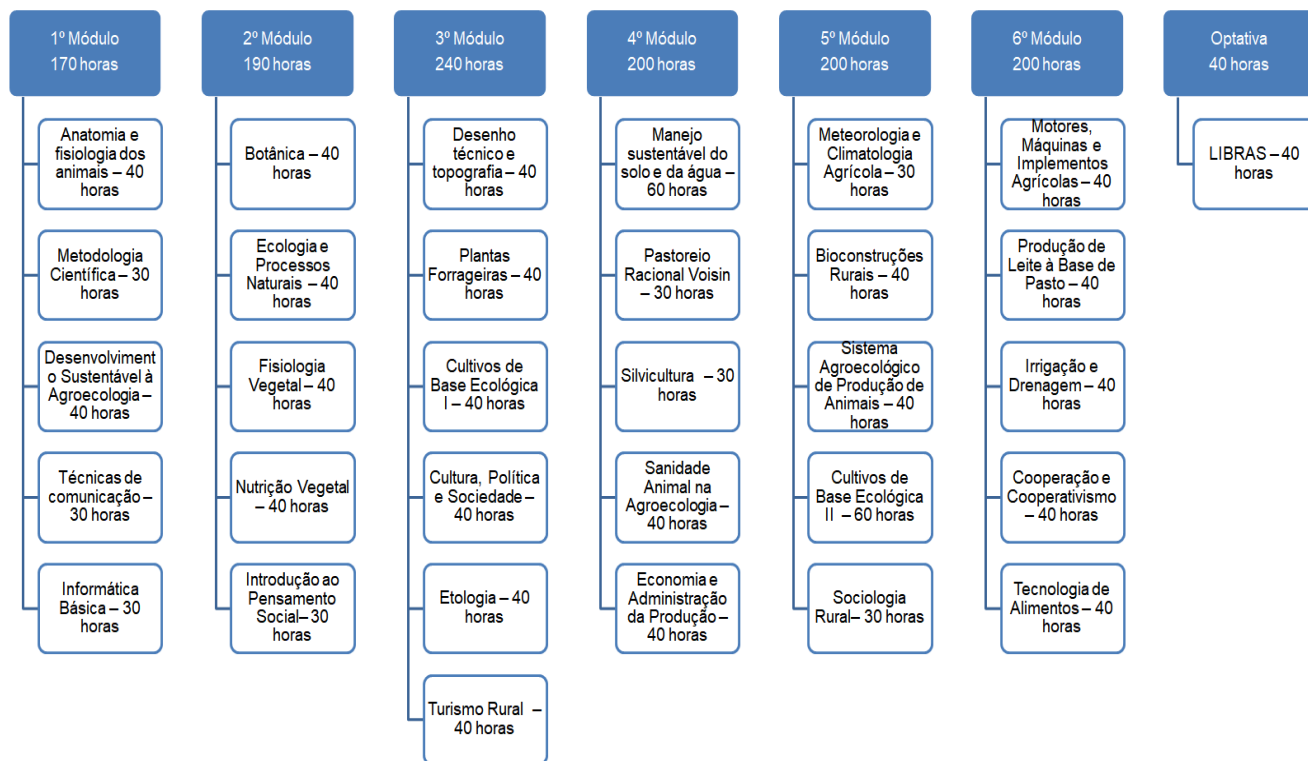 1º Módulo
170 horas
Anatomia e
fisiologia dos
animais – 40
horas
Metodologia
Científica – 30
horas
Desenvolviment
o Sustentável à
Agroecologia –
40 horas
Técnicas de
comunicação –
30 horas
Informática
Básica – 30
horas
2º Módulo
190 horas
Botânica – 40
horas
Ecologia e
Processos
Naturais – 40
horas
Fisiologia
Vegetal – 40
horas
Nutrição Vegetal
– 40 horas
Introdução ao
Pensamento
Social– 30
horas
3º Módulo
240 horas
Desenho
técnico e
topografia – 40
horas
Plantas
Forrageiras – 40
horas
Cultivos de
Base Ecológica
I – 40 horas
Cultura, Política
e Sociedade –
40 horas
Etologia – 40
horas
Turismo Rural –
40 horas
4º Módulo
200 horas
Manejo
sustentável do
solo e da água –
60 horas
Pastoreio
Racional Voisin
– 30 horas
Silvicultura – 30
horas
Sanidade
Animal na
Agroecologia –
40 horas
Economia e
Administração
da Produção –
40 horas
5º Módulo
200 horas
Meteorologia e
Climatologia
Agrícola – 30
horas
Bioconstruções
Rurais – 40
horas
Sistema
Agroecológico
de Produção de
Animais – 40
horas
Cultivos de
Base Ecológica
II – 60 horas
Sociologia
Rural– 30 horas
6º Módulo
200 horas
Motores,
Máquinas e
Implementos
Agrícolas – 40
horas
Produção de
Leite à Base de
Pasto – 40
horas
Irrigação e
Drenagem – 40
horas
Cooperação e
Cooperativismo
– 40 horas
Tecnologia de
Alimentos – 40
horas
Optativa
40 horas
LIBRAS – 40
horas